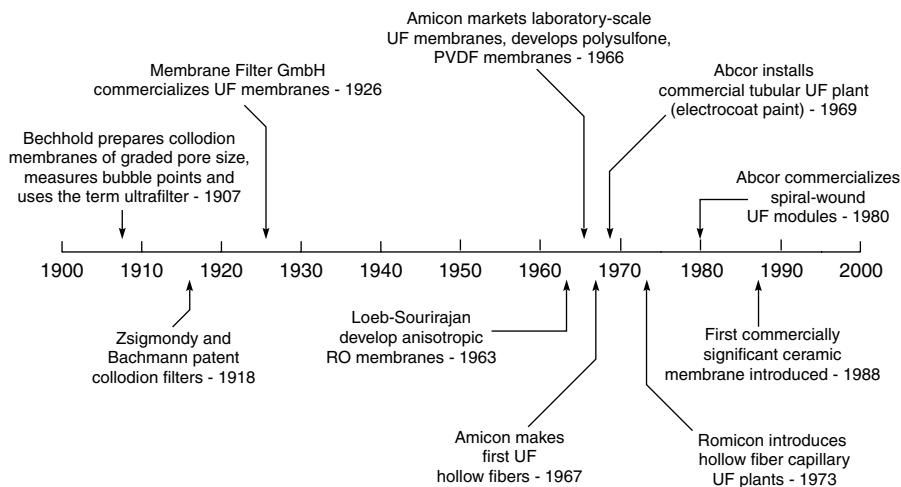 Amicon markets laboratory-scale
UF membranes, develops polysulfone,
PVDF membranes - 1966
Membrane Filter GmbH
commercializes UF membranes - 1926
Abcor installs
commercial tubular UF plant
(electrocoat paint) - 1969
Bechhold prepares collodion
membranes of graded pore size,
measures bubble points and
uses the term ultrafilter - 1907
Abcor commercializes
spiral-wound
UF modules - 1980
1900 1910 1920 1930 1940 1950 1960 1970 1980 1990 2000
Zsigmondy and
Bachmann patent
collodion filters - 1918
Loeb-Sourirajan
develop anisotropic
RO membranes - 1963
First commercially
significant ceramic
membrane introduced - 1988
Amicon makes
first UF
hollow fibers - 1967
Romicon introduces
hollow fiber capillary
UF plants - 1973